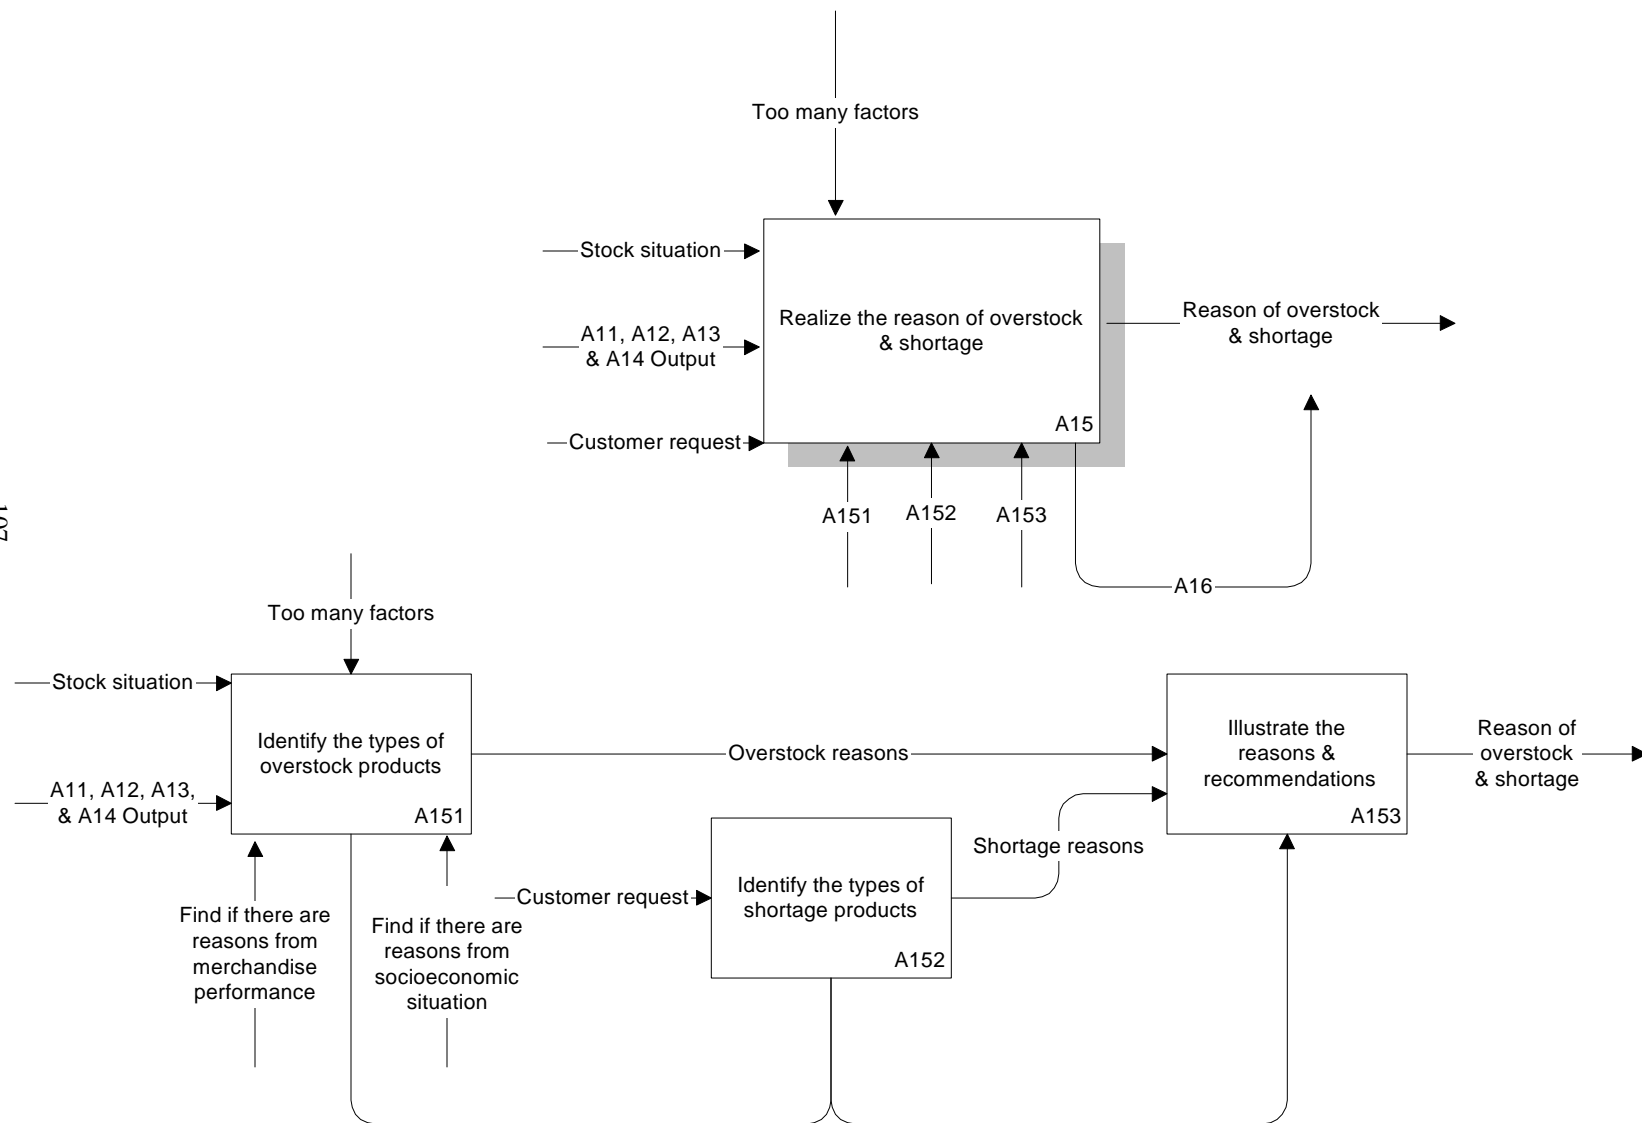 Too many factors
Stock situation
A11, A12, A13
& A14 Output
Customer request
Realize the reason of overstock
& shortage
A15
Reason of overstock
& shortage
A151
A152
A153
A16
107
Too many factors
Stock situation
A11, A12, A13,
& A14 Output
Identify the types of
overstock products
A151
Overstock reasons
Find if there are
reasons from
merchandise
performance
Find if there are
reasons from
socioeconomic
situation
Customer request
Identify the types of
shortage products
A152
Shortage reasons
Illustrate the
reasons &
recommendations
A153
Reason of
overstock
& shortage